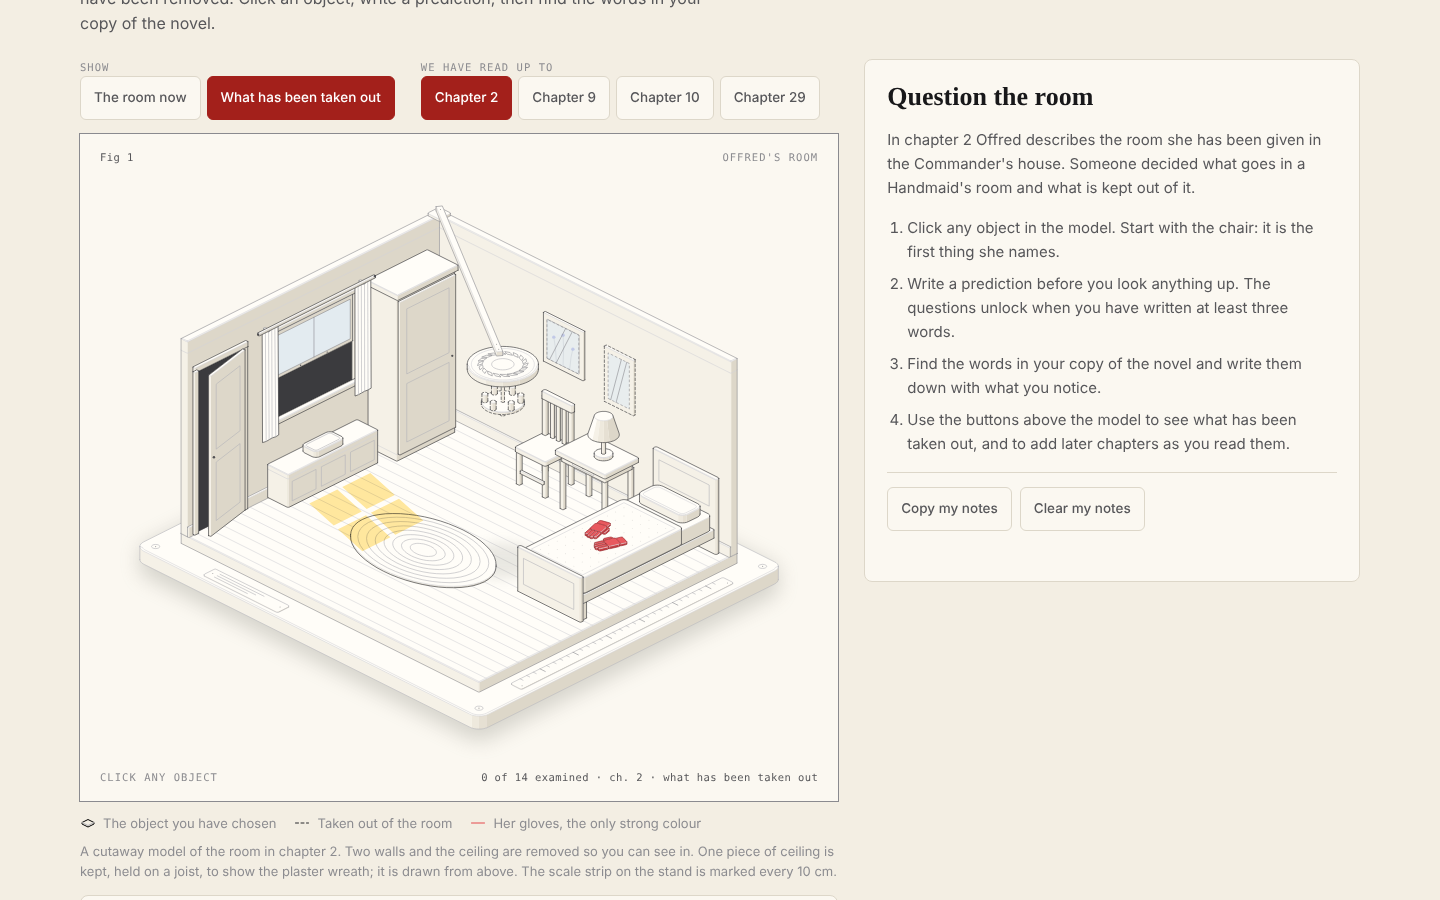 copy of the novel.
SHOW
The room now
What has been taken out
WE HAVE READ UP TO
Chapter 2
Chapter 9
Chapter 10
Chapter 29
Fig 1
OFFRED'S ROOM
CLICK ANY OBJECT
0 of 14 examined · ch. 2 · what has been taken out
The object you have chosen
Taken out of the room
Her gloves, the only strong colour
A cutaway model of the room in chapter 2. Two walls and the ceiling are removed so you can see in. One piece of ceiling is
kept, held on a joist, to show the plaster wreath; it is drawn from above. The scale strip on the stand is marked every 10 cm.
Question the room
In chapter 2 Offred describes the room she has been given in
the Commander's house. Someone decided what goes in a
Handmaid's room and what is kept out of it.
1. Click any object in the model. Start with the chair: it is the
first thing she names.
2. Write a prediction before you look anything up. The
questions unlock when you have written at least three
words.
3. Find the words in your copy of the novel and write them
down with what you notice.
4. Use the buttons above the model to see what has been
taken out, and to add later chapters as you read them.
Copy my notes
Clear my notes